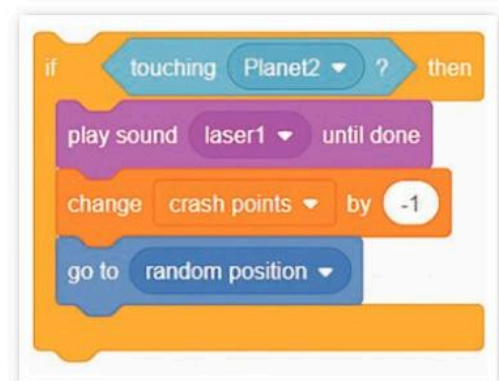 if touching Planet2 ? then
play sound laser1 until done
change crash points by -1
go to random position